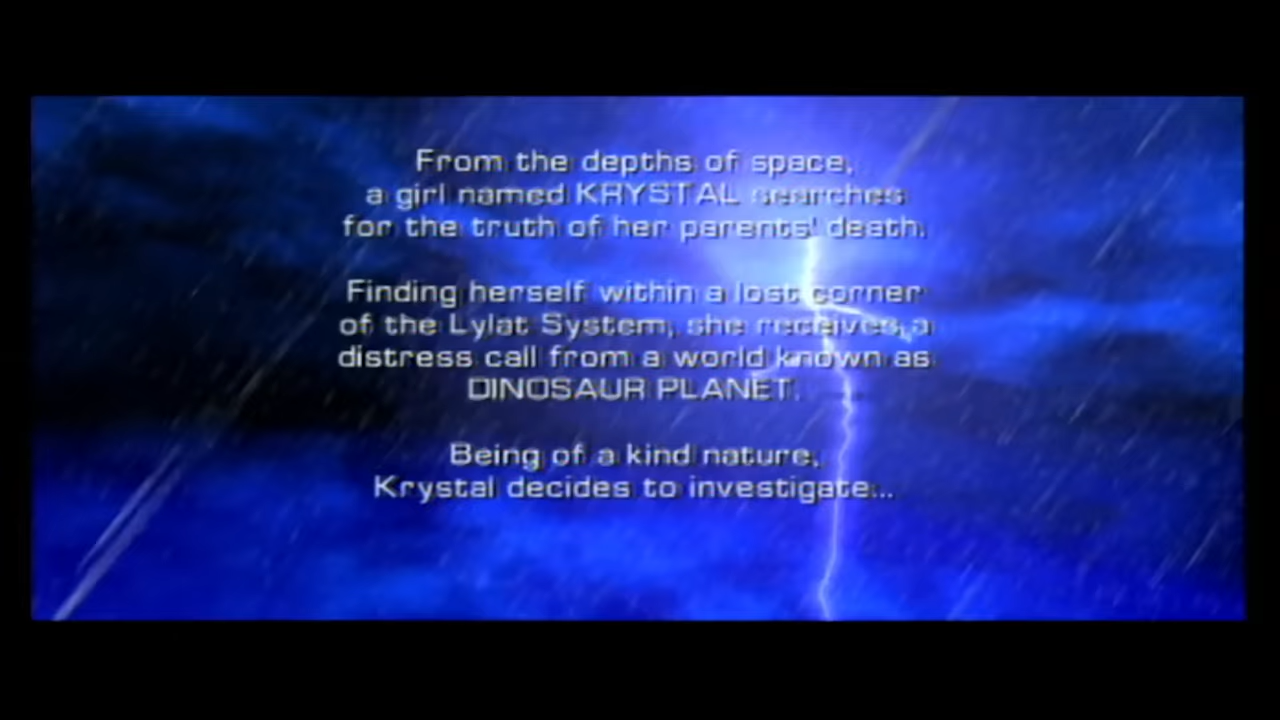 From the depths of space,
a girl named KRYSTAL searches
for the truth of her parents' death.
Finding herself within a lost corner
of the Lylat System, she receives a
distress call from a world known as
DINOSAUR PLANET.
Being of a kind nature,
Krystal decides to investigate...